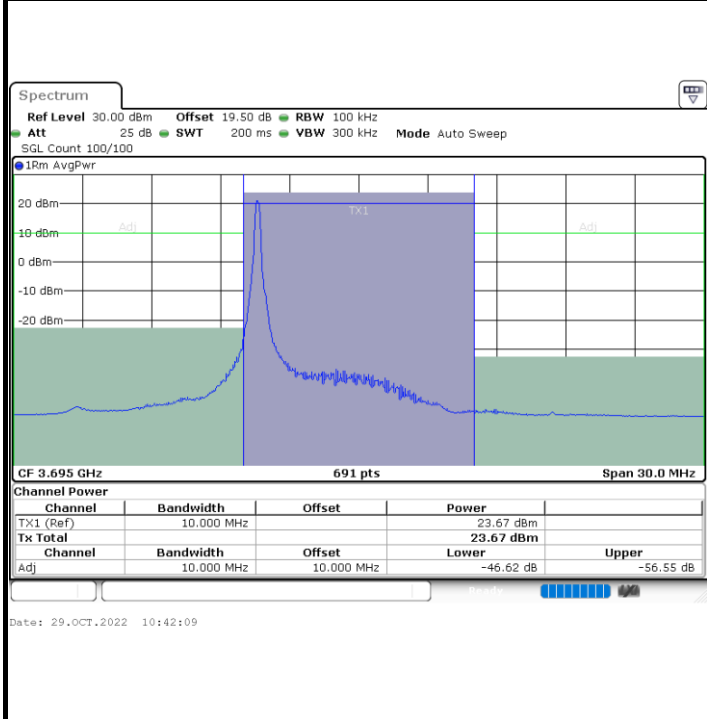 Spectrum
Ref Level 30.00 dBm Offset 19.50 dB RBW 100 kHz
Att 25 dB SWT 200 ms VBW 300 kHz Mode Auto Sweep
SGL Count 100/100
1Rm AvgPwr
20 dBm
TX1
Adj
Adj
10 dBm
0 dBm
-10 dBm
-20 dBm
CF 3.695 GHz 691 pts Span 30.0 MHz
Channel Power
Channel Bandwidth Offset Power
TX1 (Ref) 10.000 MHz 23.67 dBm
Tx Total 23.67 dBm
Channel Bandwidth Offset Lower Upper
Adj 10.000 MHz 10.000 MHz -46.62 dB -56.55 dB
Ready
Date: 29.OCT.2022 10:42:09